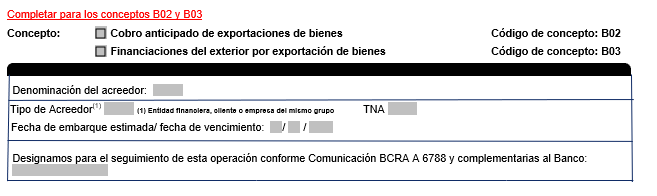 Completar para los conceptos B02 y B03
Concepto: Cobro anticipado de exportaciones de bienes Código de concepto: B02
Financiaciones del exterior por exportación de bienes Código de concepto: B03
Denominación del acreedor:
Tipo de Acreedor(1) (1) Entidad financiera, cliente o empresa del mismo grupo TNA
Fecha de embarque estimada/ fecha de vencimiento: / /
Designamos para el seguimiento de esta operación conforme Comunicación BCRA A 6788 y complementarias al Banco: